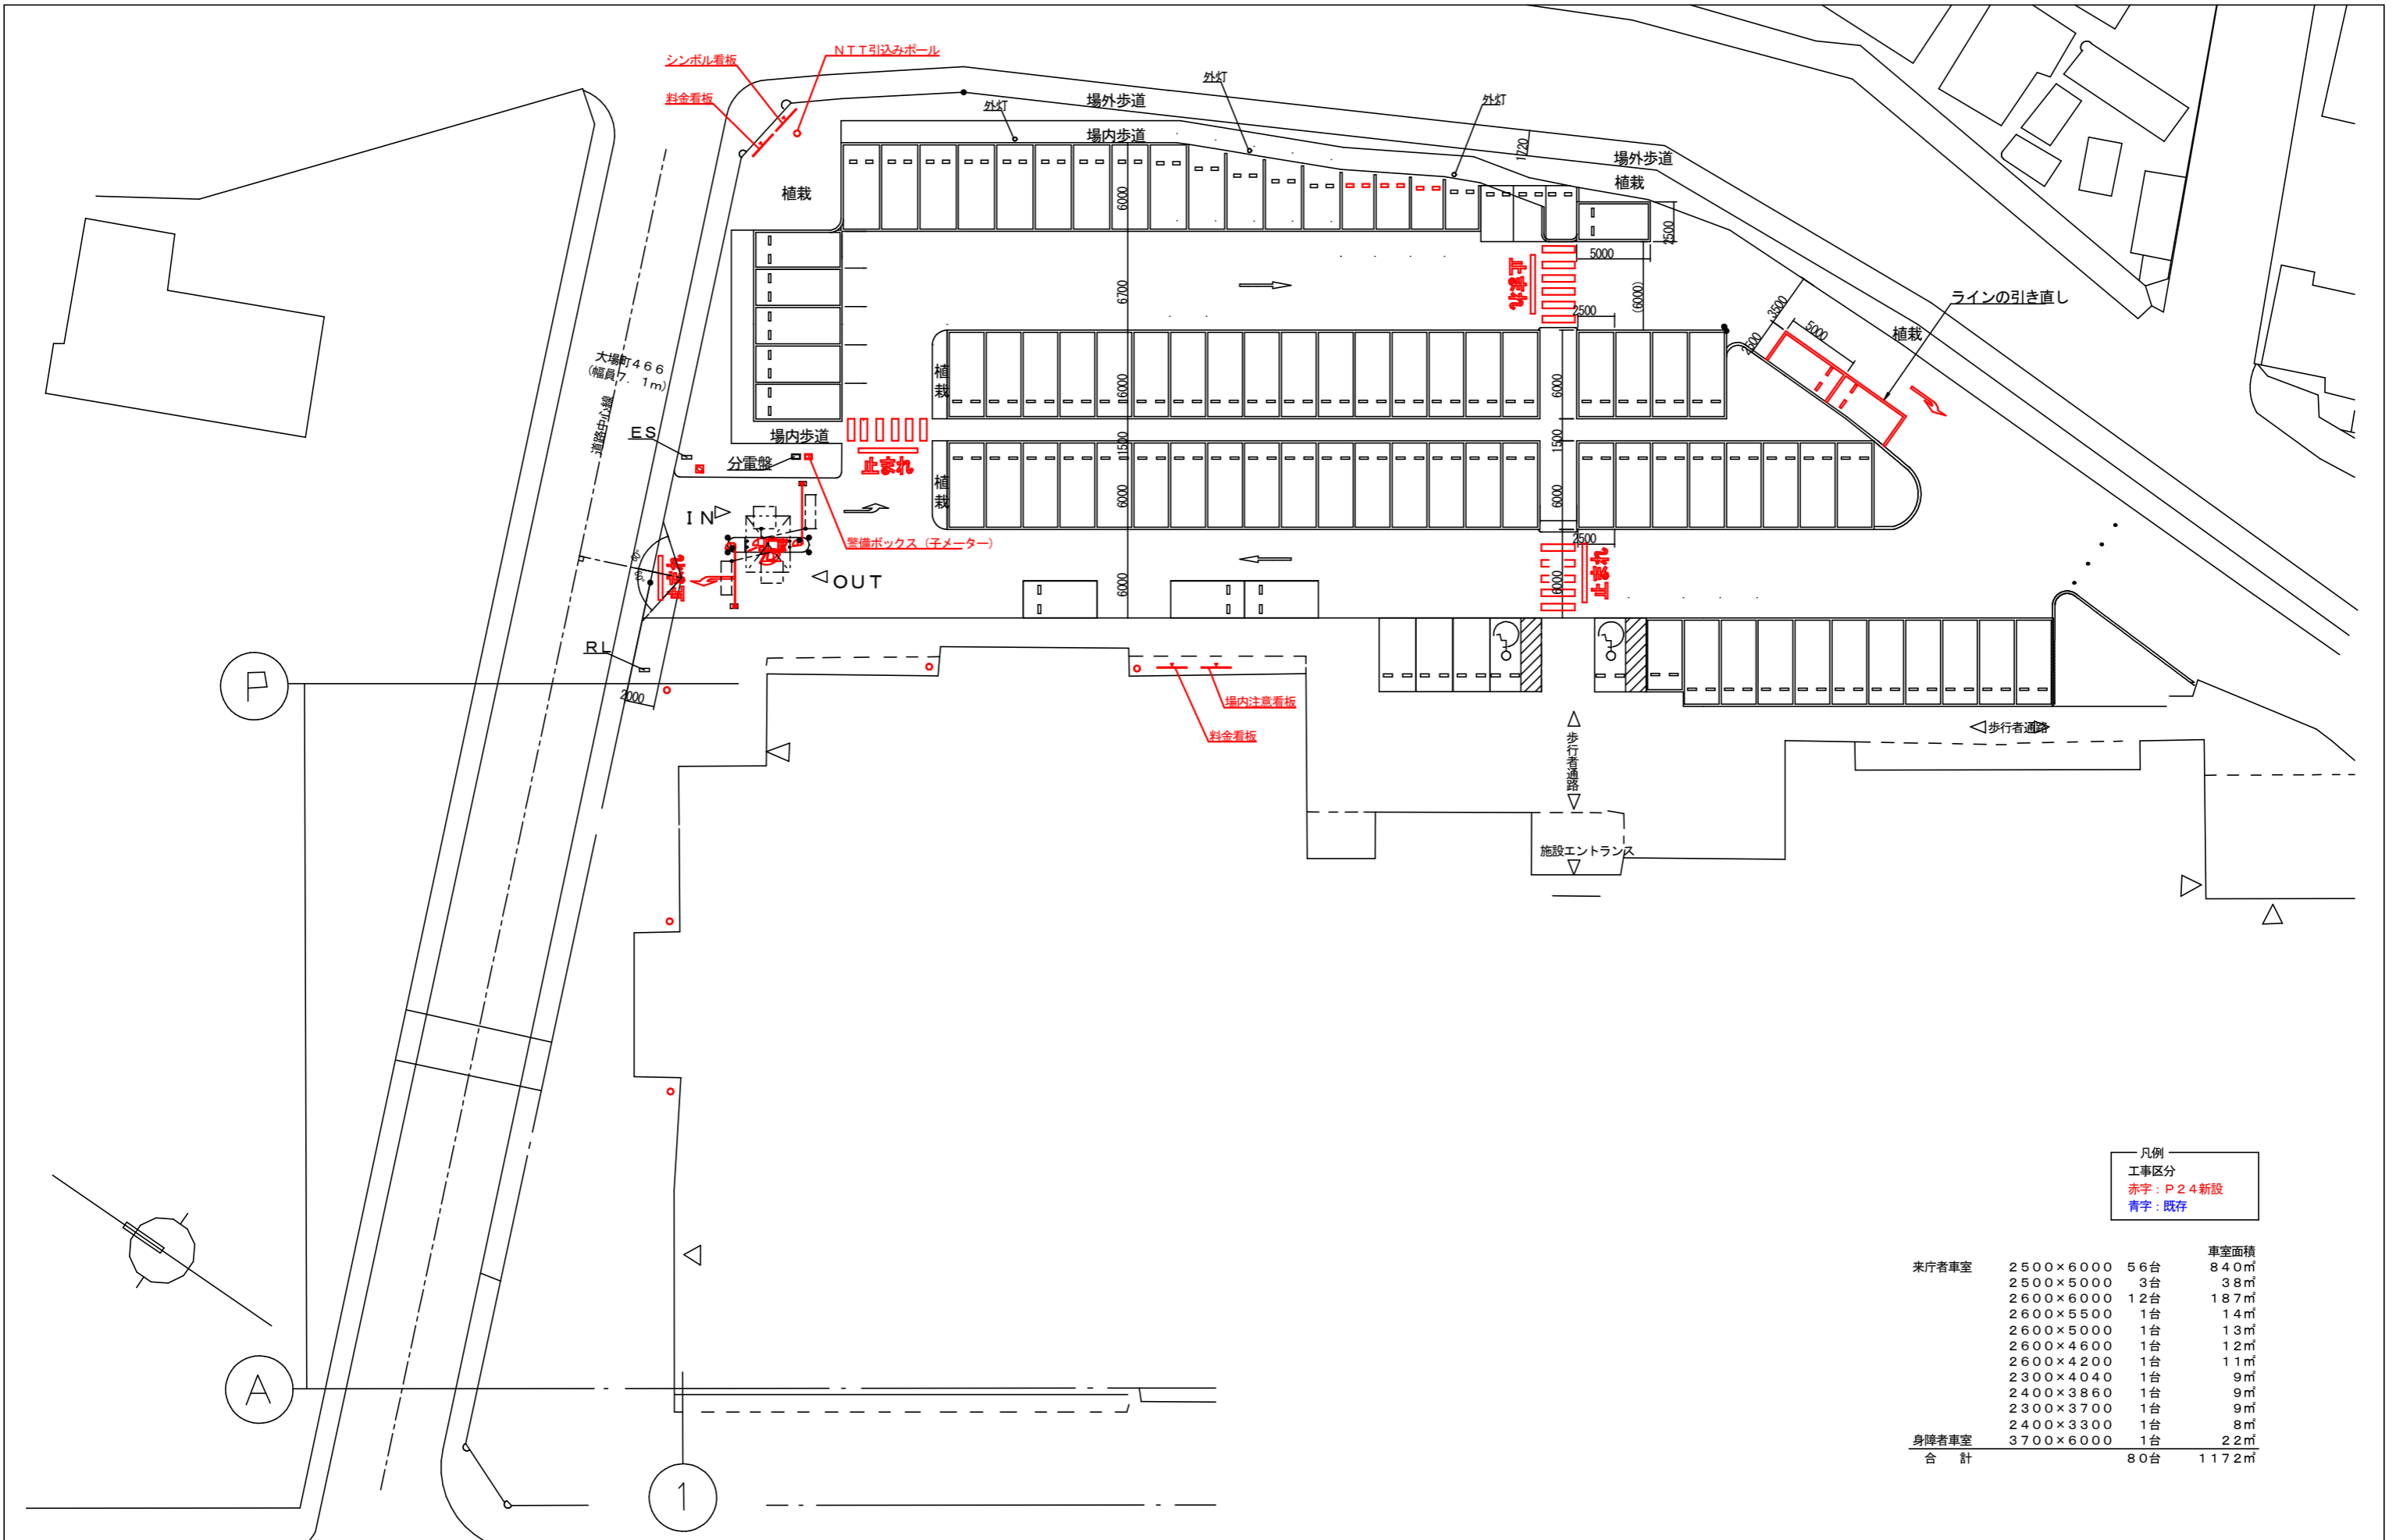 シンボル看板
NTT引込みポール
料金看板
外灯
外灯
外灯
場外歩道
場内歩道
1720
場外歩道
植栽
植栽
6000
2500
5000
止まれ
6700
(6000)
2500
ラインの引き直し
3500
5000
2500
植栽
大場町466
(幅員7.1m)
道路中心線
植栽
6000
6000
ES
場内歩道
分電盤
止まれ
1500
1500
植栽
6000
6000
IN
警備ボックス（子メーター）
止まれ
OUT
2500
止まれ
6000
6000
RL
2000
P
場内注意看板
料金看板
歩行者通路
歩行者通路
施設エントランス
A
1
凡例
工事区分
赤字：P24新設
青字：既存
車室面積
来庁者車室 2500×6000 56台 840㎡
2500×5000 3台 38㎡
2600×6000 12台 187㎡
2600×5500 1台 14㎡
2600×5000 1台 13㎡
2600×4600 1台 12㎡
2600×4200 1台 11㎡
2300×4040 1台 9㎡
2400×3860 1台 9㎡
2300×3700 1台 9㎡
2400×3300 1台 8㎡
身障者車室 3700×6000 1台 22㎡
合計 80台 1172㎡